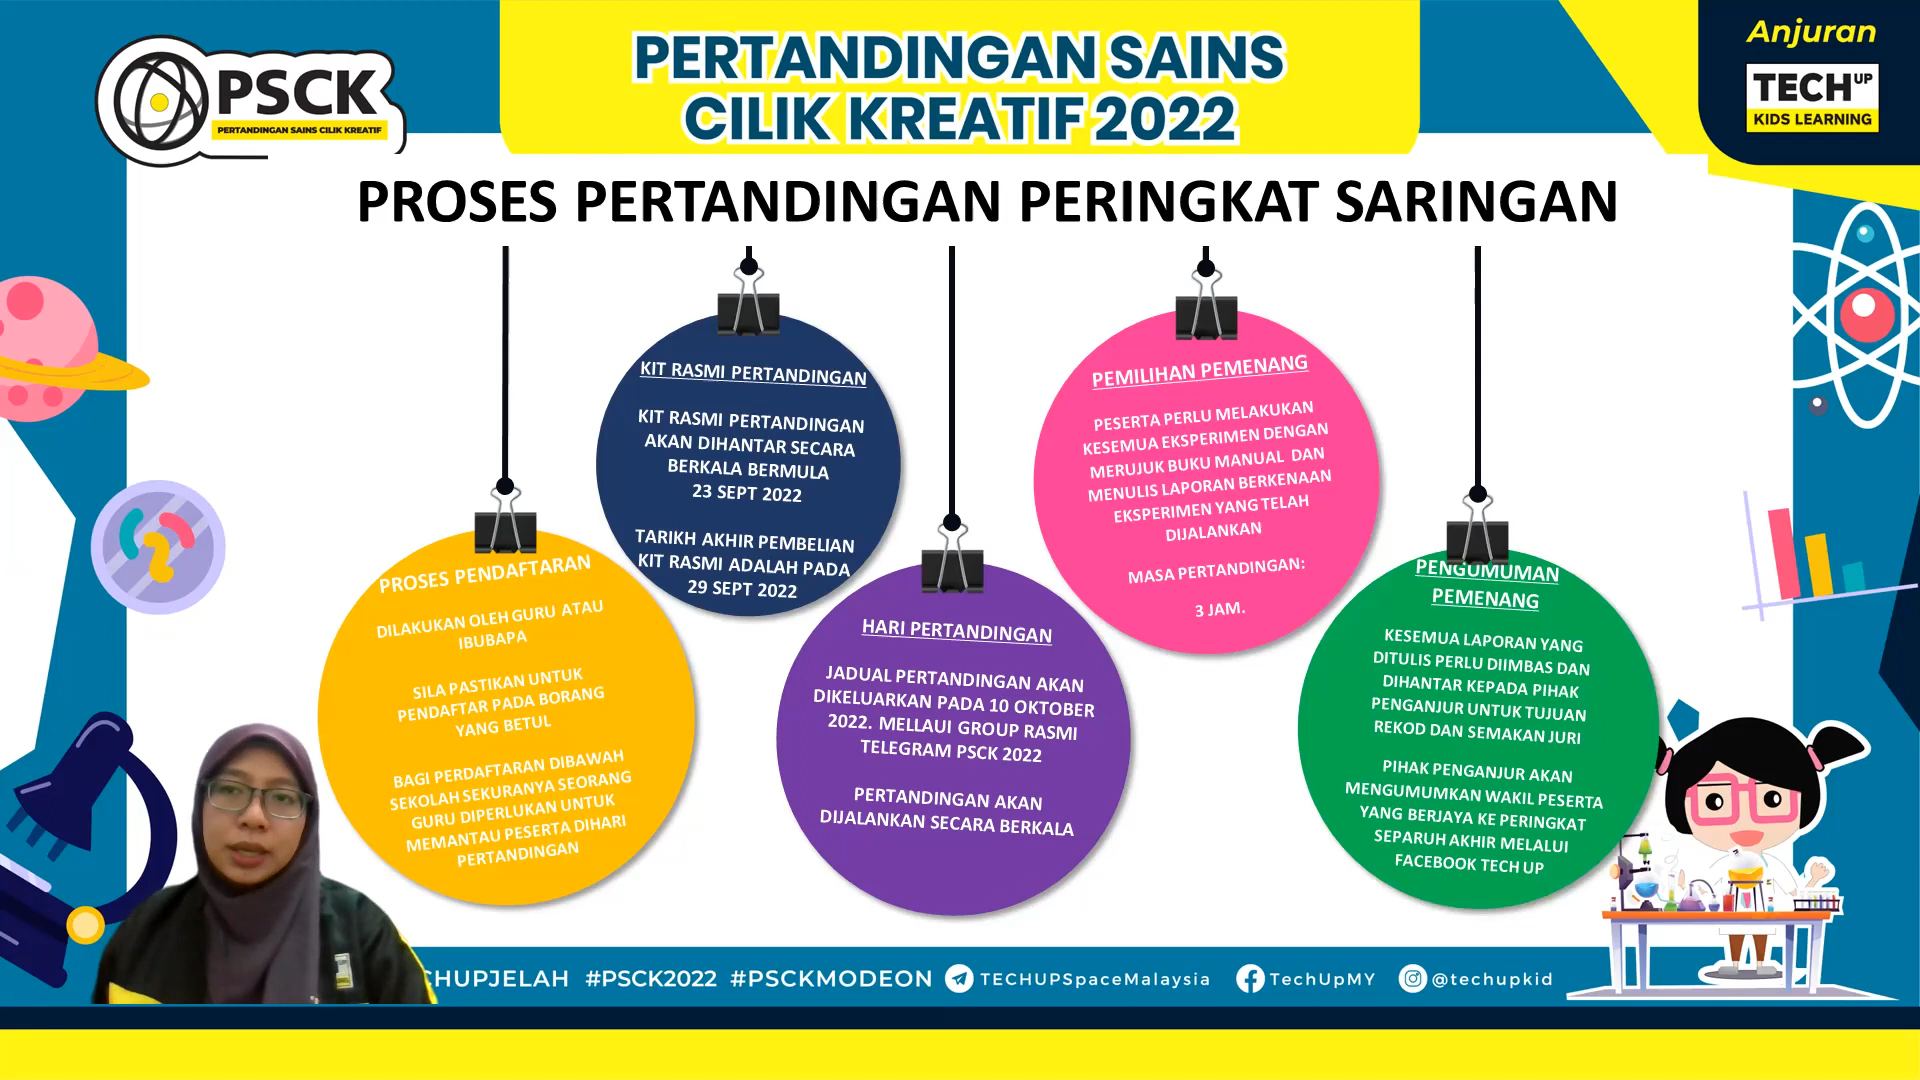 PSCK
PERTANDINGAN SAINS CILIK KREATIF
PERTANDINGAN SAINS
CILIK KREATIF 2022
Anjuran
TECH UP
KIDS LEARNING
PROSES PERTANDINGAN PERINGKAT SARINGAN
PROSES PENDAFTARAN
DILAKUKAN OLEH GURU ATAU
IBUBAPA
SILA PASTIKAN UNTUK
PENDAFTAR PADA BORANG
YANG BETUL
BAGI PERDAFTARAN DIBAWAH
SEKOLAH SEKURANYA SEORANG
GURU DIPERLUKAN UNTUK
MEMANTAU PESERTA DIHARI
PERTANDINGAN
KIT RASMI PERTANDINGAN
KIT RASMI PERTANDINGAN
AKAN DIHANTAR SECARA
BERKALA BERMULA
23 SEPT 2022
TARIKH AKHIR PEMBELIAN
KIT RASMI ADALAH PADA
29 SEPT 2022
HARI PERTANDINGAN
JADUAL PERTANDINGAN AKAN
DIKELUARKAN PADA 10 OKTOBER
2022. MELLAUI GROUP RASMI
TELEGRAM PSCK 2022
PERTANDINGAN AKAN
DIJALANKAN SECARA BERKALA
PEMILIHAN PEMENANG
PESERTA PERLU MELAKUKAN
KESEMUA EKSPERIMEN DENGAN
MERUJUK BUKU MANUAL DAN
MENULIS LAPORAN BERKENAAN
EKSPERIMEN YANG TELAH
DIJALANKAN
MASA PERTANDINGAN:
3 JAM.
PENGUMUMAN
PEMENANG
KESEMUA LAPORAN YANG
DITULIS PERLU DIIMBAS DAN
DIHANTAR KEPADA PIHAK
PENGANJUR UNTUK TUJUAN
REKOD DAN SEMAKAN JURI
PIHAK PENGANJUR AKAN
MENGUMUMKAN WAKIL PESERTA
YANG BERJAYA KE PERINGKAT
SEPARUH AKHIR MELALUI
FACEBOOK TECH UP
CHUPJELAH #PSCK2022 #PSCKMODEON TECHUPSpaceMalaysia TechUpMY @techupkid